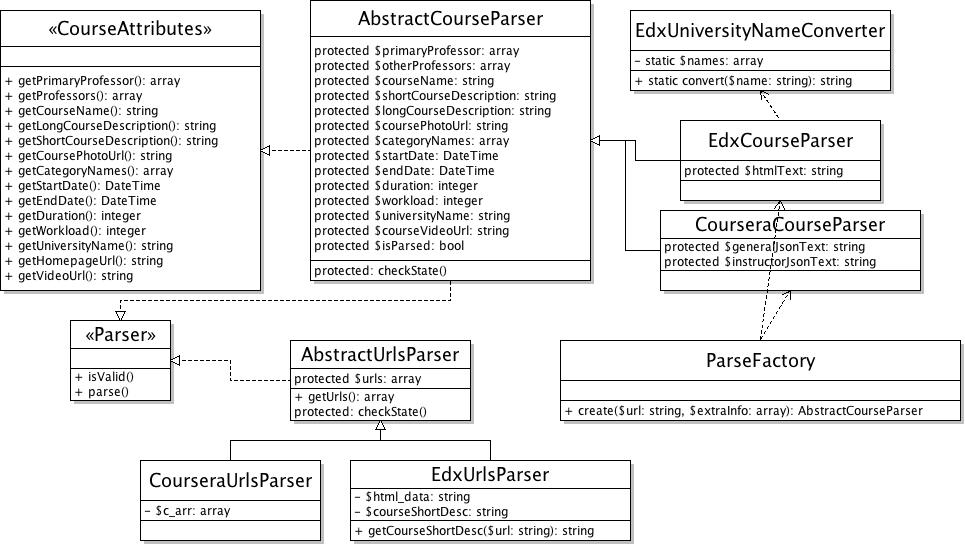 «CourseAttributes»
+ getPrimaryProfessor(): array
+ getProfessors(): array
+ getCourseName(): string
+ getLongCourseDescription(): string
+ getShortCourseDescription(): string
+ getCoursePhotoUrl(): string
+ getCategoryNames(): array
+ getStartDate(): DateTime
+ getEndDate(): DateTime
+ getDuration(): integer
+ getWorkload(): integer
+ getUniversityName(): string
+ getHomepageUrl(): string
+ getVideoUrl(): string
AbstractCourseParser
protected $primaryProfessor: array
protected $otherProfessors: array
protected $courseName: string
protected $shortCourseDescription: string
protected $longCourseDescription: string
protected $coursePhotoUrl: string
protected $categoryNames: array
protected $startDate: DateTime
protected $endDate: DateTime
protected $duration: integer
protected $workload: integer
protected $universityName: string
protected $courseVideoUrl: string
protected $isParsed: bool
protected: checkState()
EdxUniversityNameConverter
– static $names: array
+ static convert($name: string): string
EdxCourseParser
protected $htmlText: string
CourseraCourseParser
protected $generalJsonText: string
protected $instructorJsonText: string
ParseFactory
+ create($url: string, $extraInfo: array): AbstractCourseParser
«Parser»
+ isValid()
+ parse()
AbstractUrlsParser
protected $urls: array
+ getUrls(): array
protected: checkState()
CourseraUrlsParser
– $c_arr: array
EdxUrlsParser
– $html_data: string
– $courseShortDesc: string
+ getCourseShortDesc($url: string): string